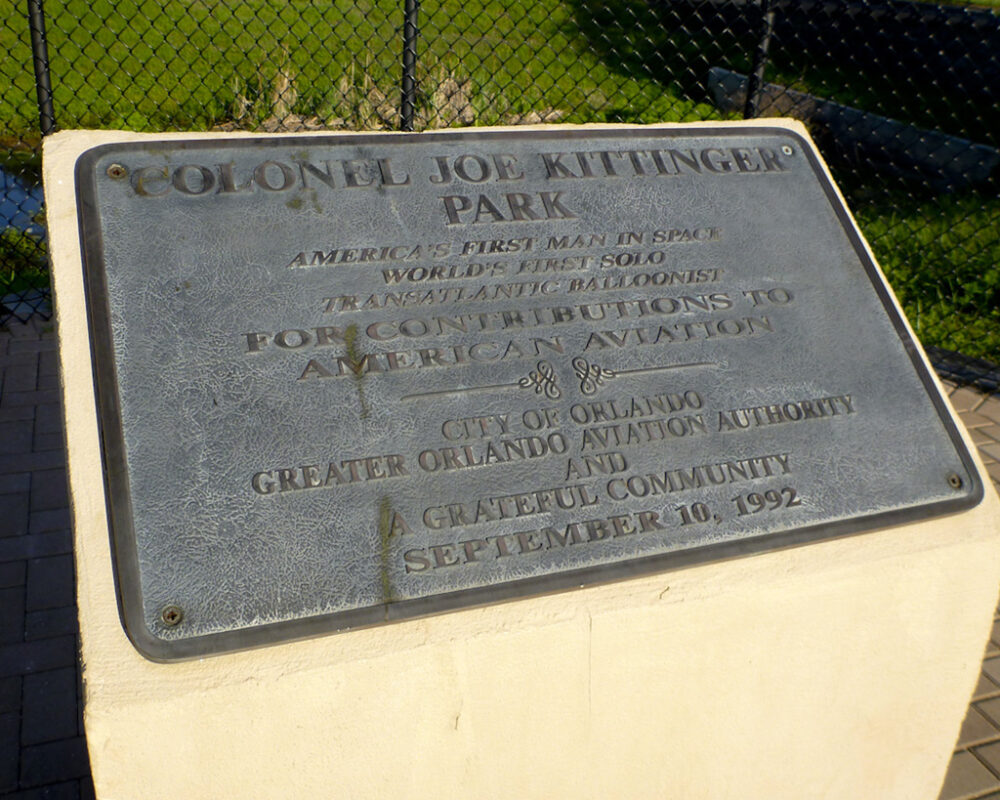 COLONEL JOE KITTINGER
PARK
AMERICA'S FIRST MAN IN SPACE
WORLD'S FIRST SOLO
TRANSATLANTIC BALLOONIST
FOR CONTRIBUTIONS TO
AMERICAN AVIATION
CITY OF ORLANDO
GREATER ORLANDO AVIATION AUTHORITY
AND
A GRATEFUL COMMUNITY
SEPTEMBER 10, 1992